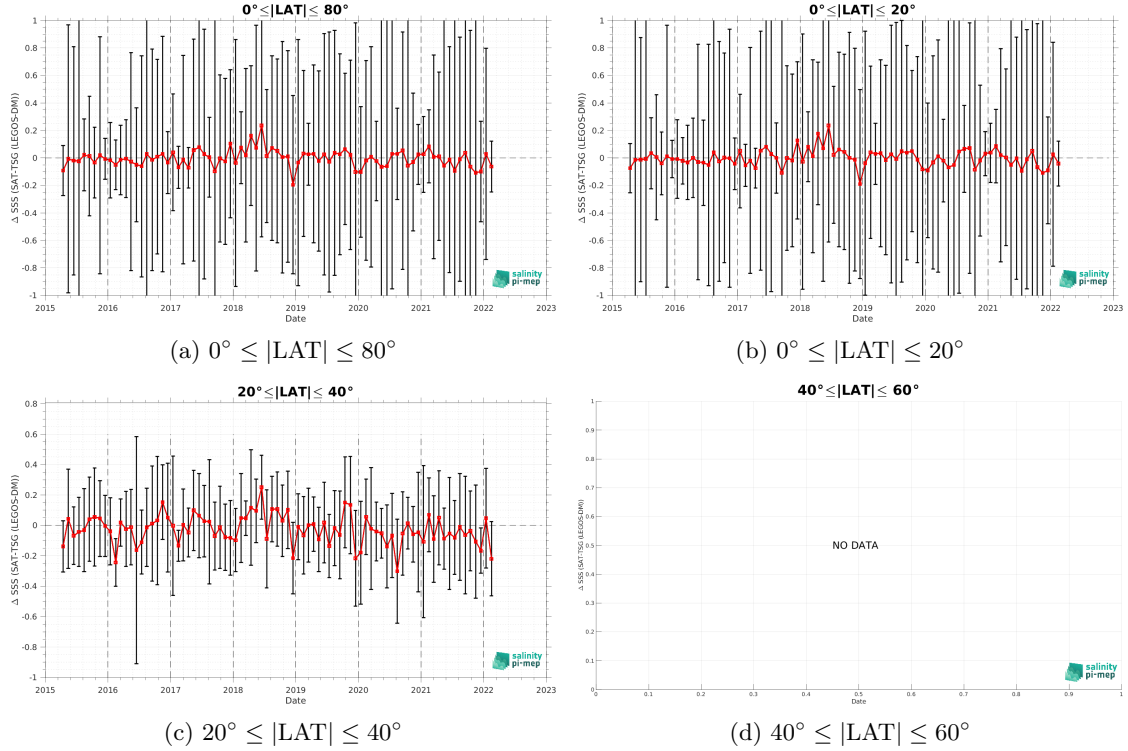 0°≤|LAT|≤ 80°
Δ SSS (SAT-TSG (LEGOS-DM))
1
0.8
0.6
0.4
0.2
0
-0.2
-0.4
-0.6
-0.8
-1
2015 2016 2017 2018 2019 2020 2021 2022 2023
Date
salinity
pi-mep
(a) 0° ≤ |LAT| ≤ 80°
0°≤|LAT|≤ 20°
Δ SSS (SAT-TSG (LEGOS-DM))
1
0.8
0.6
0.4
0.2
0
-0.2
-0.4
-0.6
-0.8
-1
2015 2016 2017 2018 2019 2020 2021 2022 2023
Date
salinity
pi-mep
(b) 0° ≤ |LAT| ≤ 20°
20°≤|LAT|≤ 40°
Δ SSS (SAT-TSG (LEGOS-DM))
0.8
0.6
0.4
0.2
0
-0.2
-0.4
-0.6
-0.8
-1
2015 2016 2017 2018 2019 2020 2021 2022 2023
Date
salinity
pi-mep
(c) 20° ≤ |LAT| ≤ 40°
40°≤|LAT|≤ 60°
Δ SSS (SAT-TSG (LEGOS-DM))
1
0.9
0.8
0.7
0.6
0.5
0.4
0.3
0.2
0.1
0
NO DATA
0 0.1 0.2 0.3 0.4 0.5 0.6 0.7 0.8 0.9 1
Date
salinity
pi-mep
(d) 40° ≤ |LAT| ≤ 60°